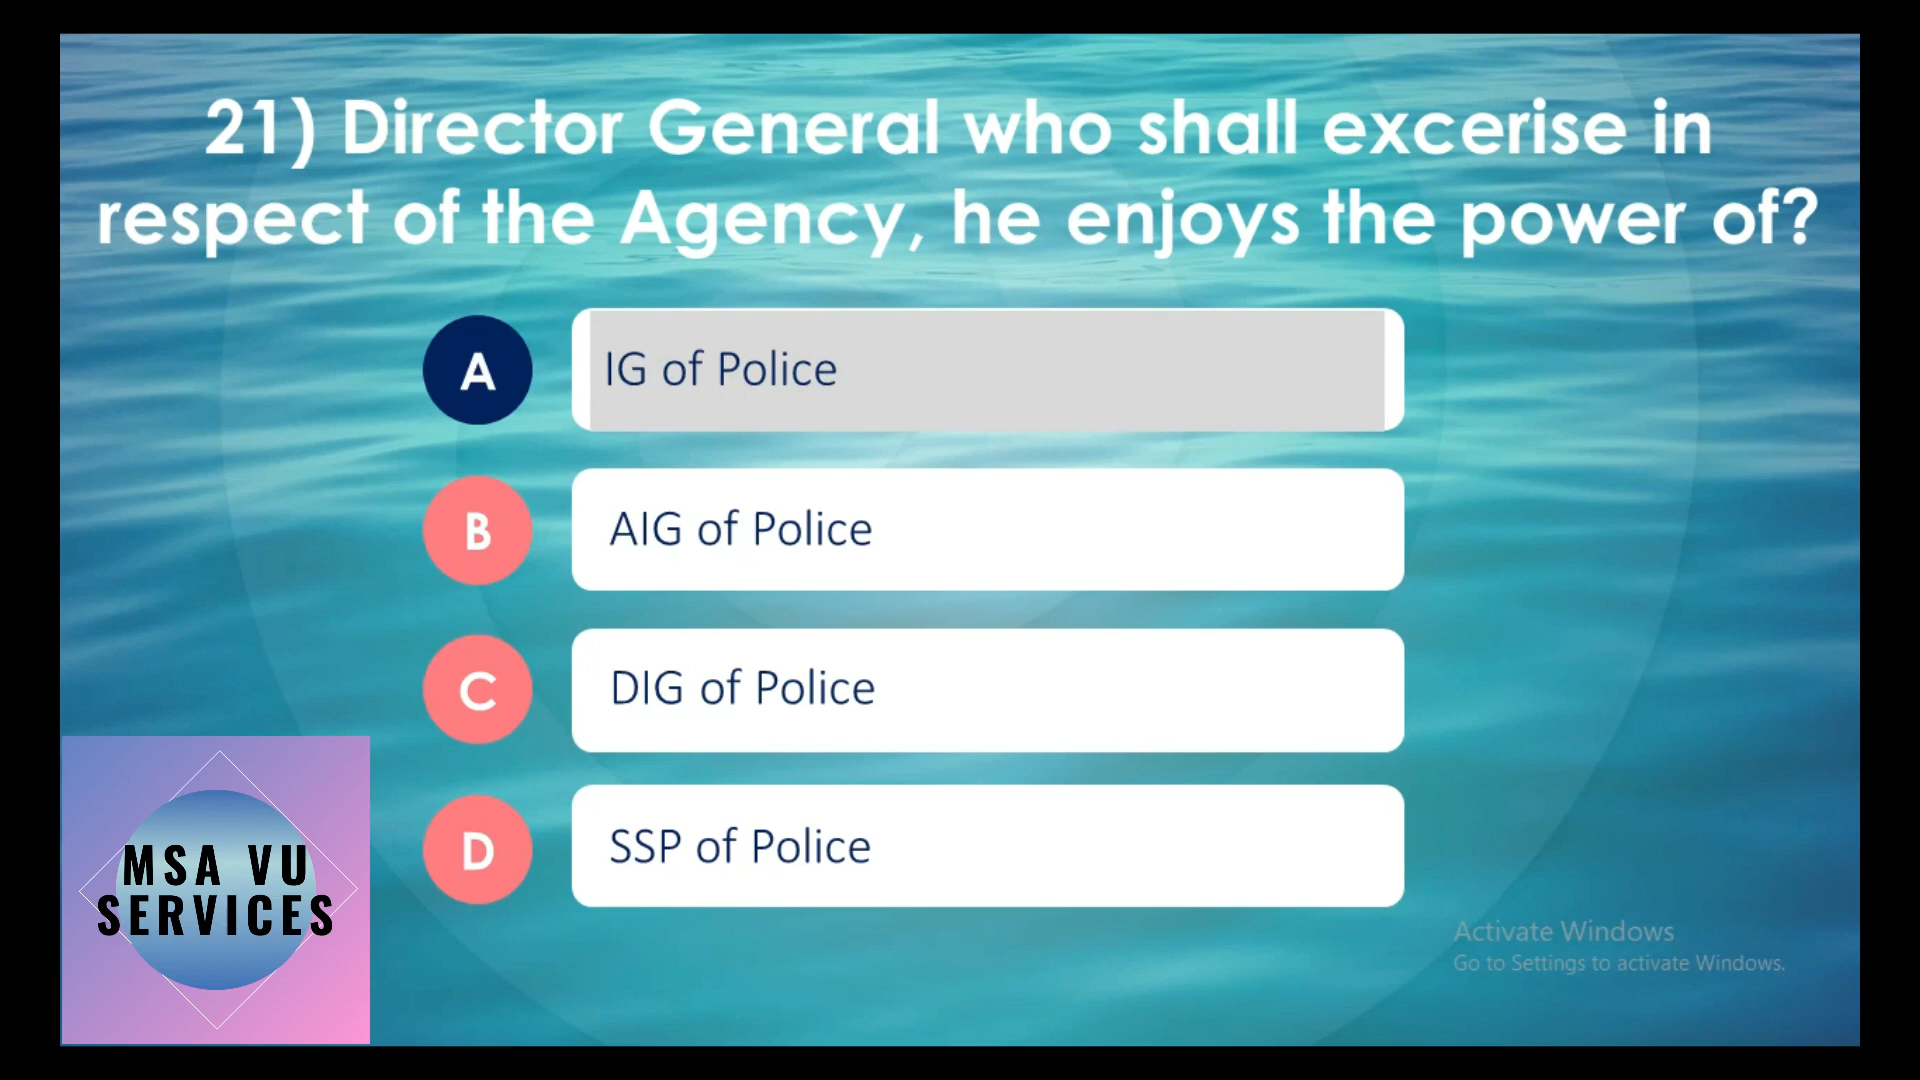 21) Director General who shall excerise in
respect of the Agency, he enjoys the power of?
A
IG of Police
B
AIG of Police
C
DIG of Police
D
SSP of Police
MSA VU
SERVICES
Activate Windows
Go to Settings to activate Windows.